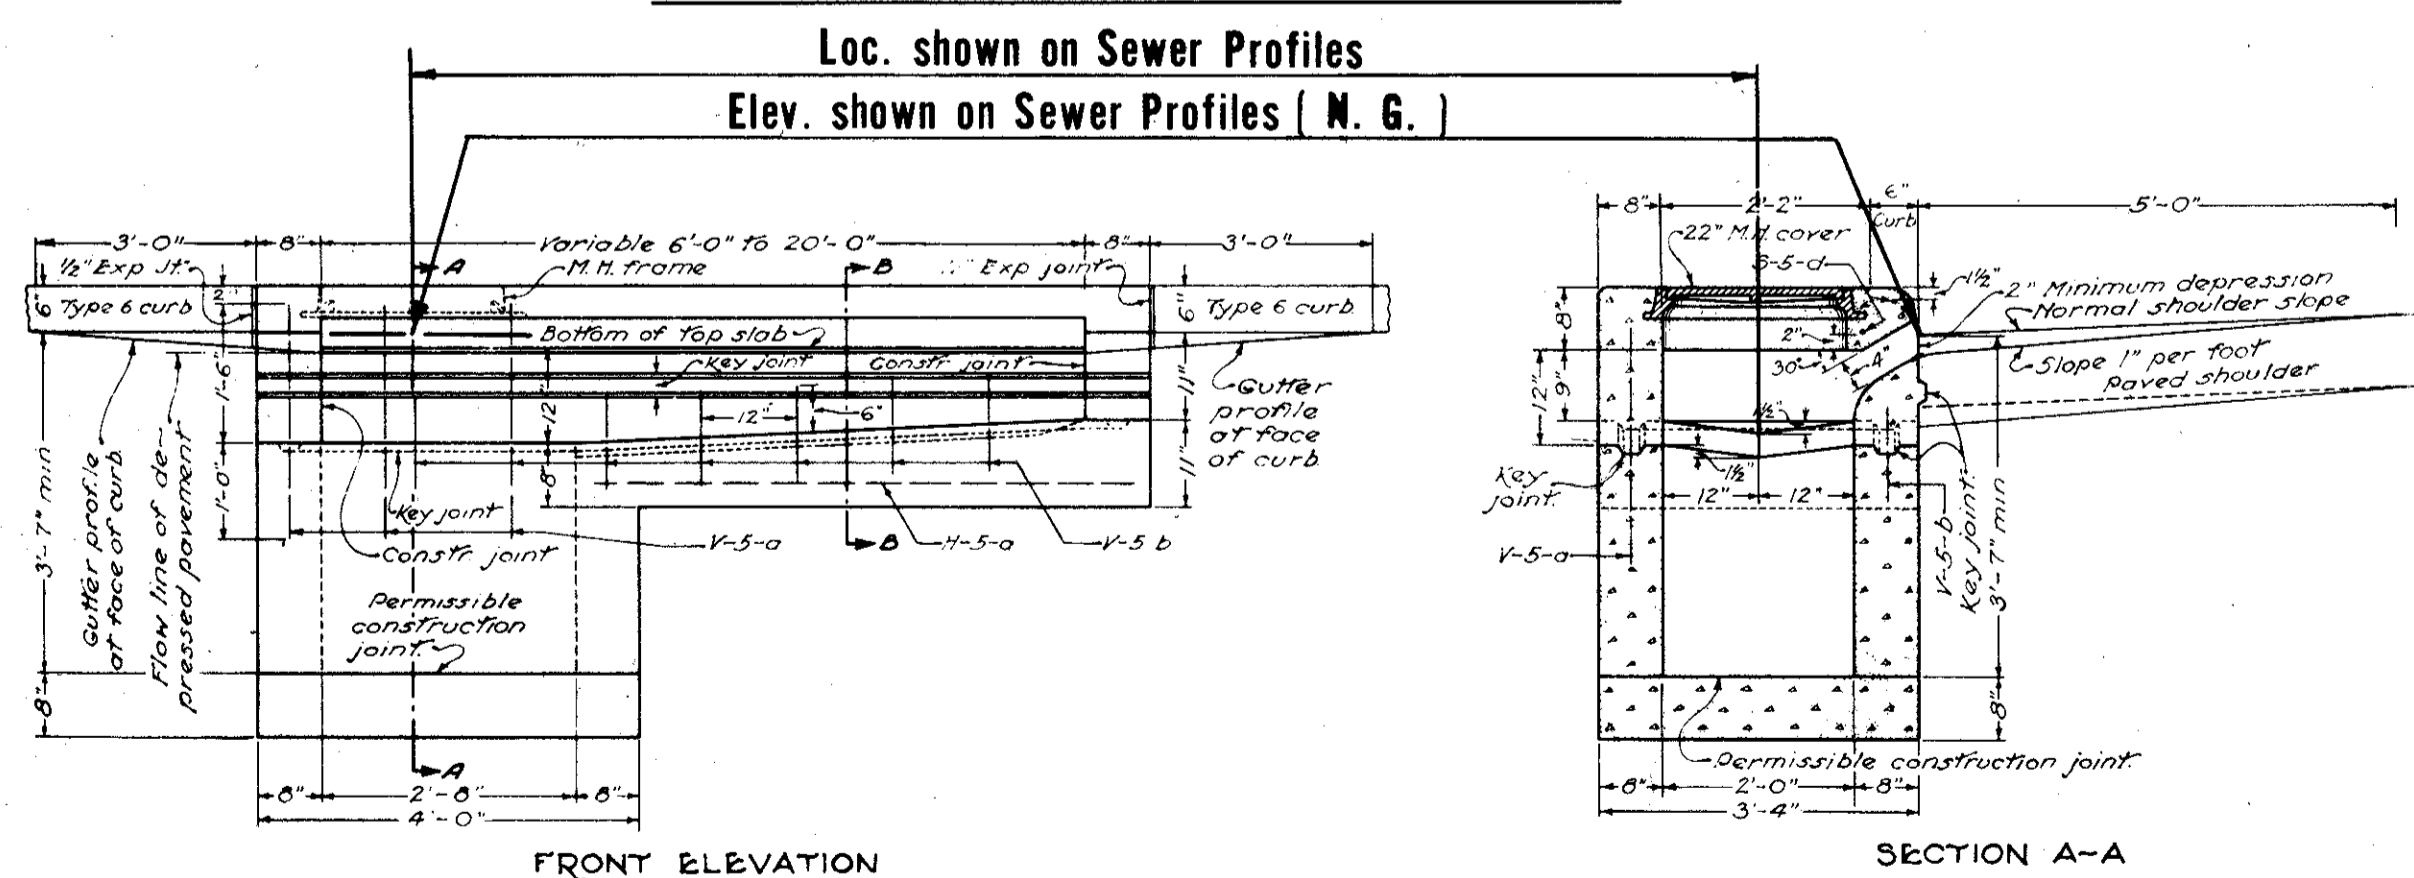 Loc. shown on Sewer Profiles
Elev. shown on Sewer Profiles ( N. G. )
3'-0"
8"
Variable 6'-0" to 20'-0"
8"
3'-0"
1/2" Exp Jt.
A
M.H. frame
B
Exp joint
6"
Type 6 curb
2"
Bottom of top slab
6"
Type 6 curb
Key joint
Constr joint
1'-6"
12"
12"
6"
11"
11"
Gutter
profile
at face
of curb.
3'-7" min
Gutter profile
at face of curb.
Flow line of de-
pressed pavement
1'-0"
8"
Key joint
Constr. joint
V-5-a
B
H-5-a
V-5 b
Permissible
construction
joint.
8"
A
8"
2'-8"
8"
4'-0"
FRONT ELEVATION
8"
2'-2"
6"
Curb
5'-0"
22" M.H. cover
S-5-d
1 1/2"
2" Minimum depression
Normal shoulder slope
8"
2"
30°
4"
Slope 1" per foot
paved shoulder
12"
9"
1 1/2"
1 1/2"
Key
joint.
12"
12"
V-5-a
V-5-b
Key joint.
3'-7" min
8"
Permissible construction joint.
8"
2'-0"
8"
3'-4"
SECTION A-A